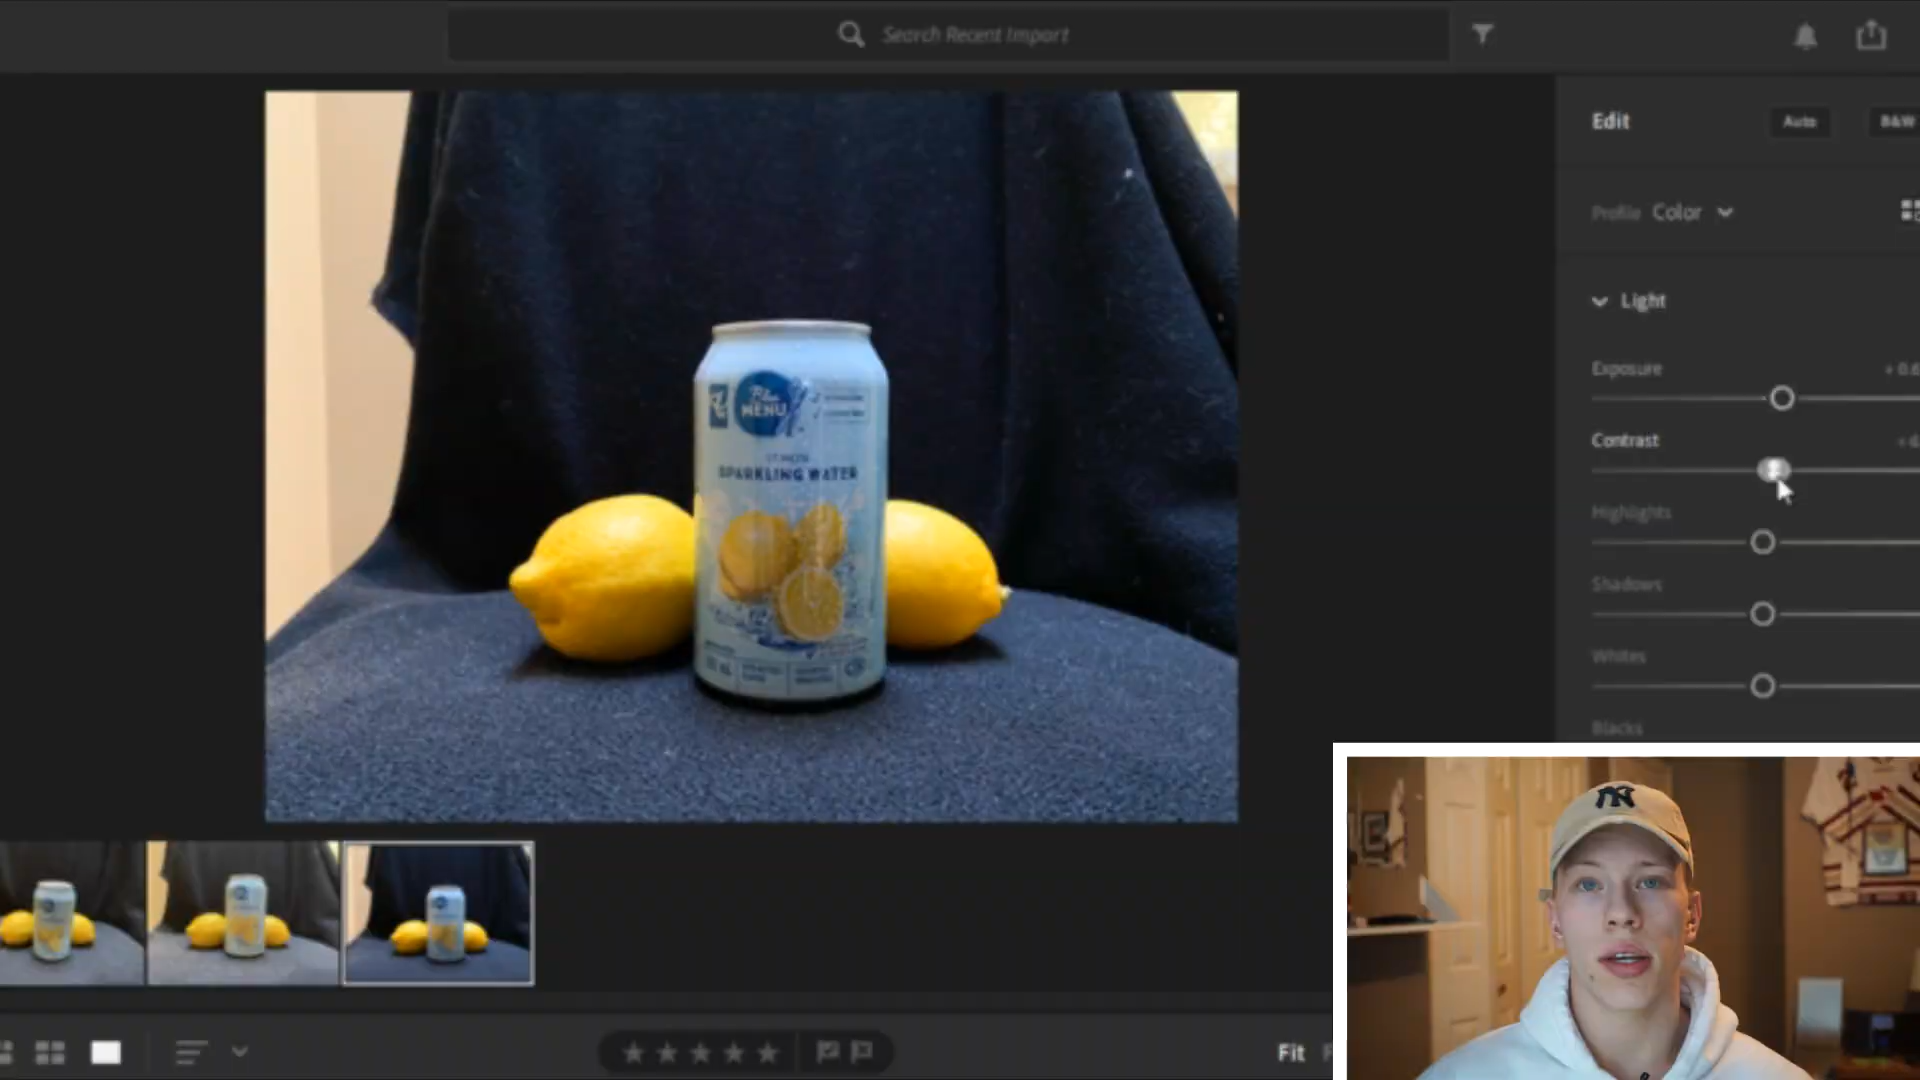 Search Recent Import
Edit
Auto
B&W
Profile Color
Light
Exposure
Contrast
Highlights
Shadows
Whites
Blacks
Blue
MENU
SPARKLING WATER
Fit
NY